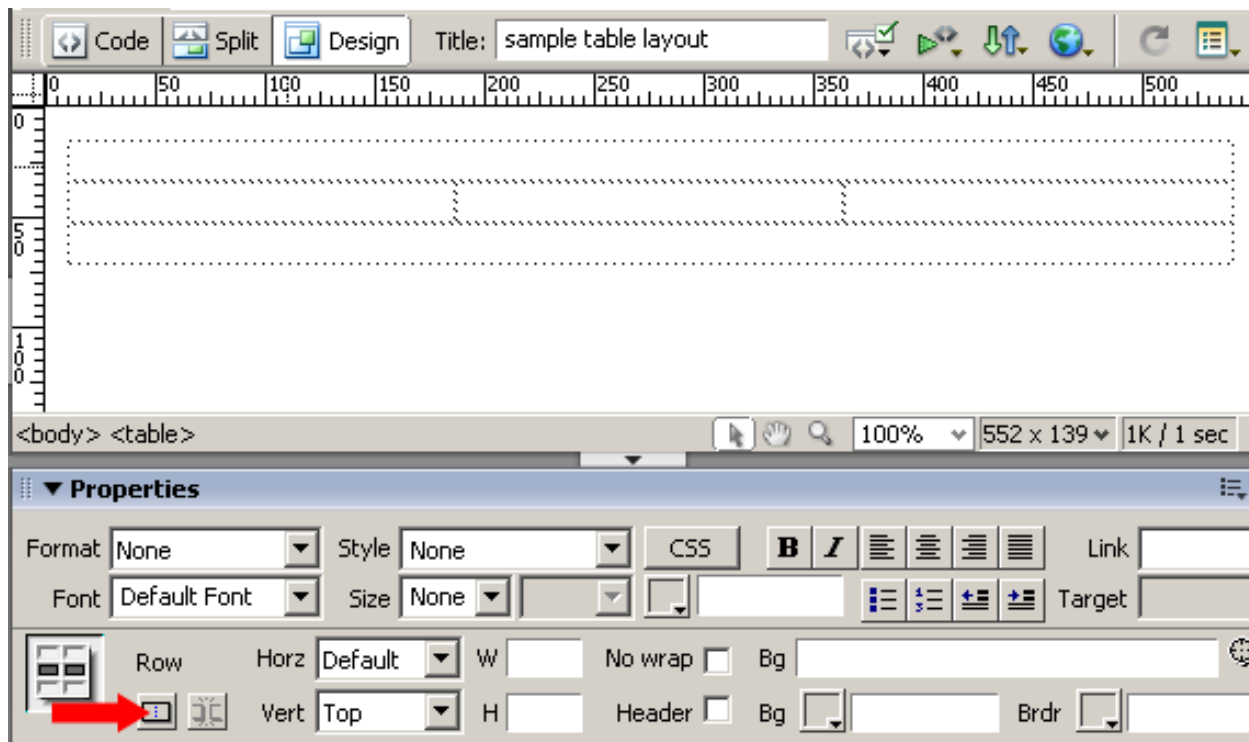 Code Split Design Title: sample table layout
0 50 100 150 200 250 300 350 400 450 500
0
50
100
<body> <table> 100% 552 x 139 1K / 1 sec
Properties
Format None Style None CSS B I Link
Font Default Font Size None Target
Row Horz Default W No wrap Bg
Vert Top H Header Bg Brdr